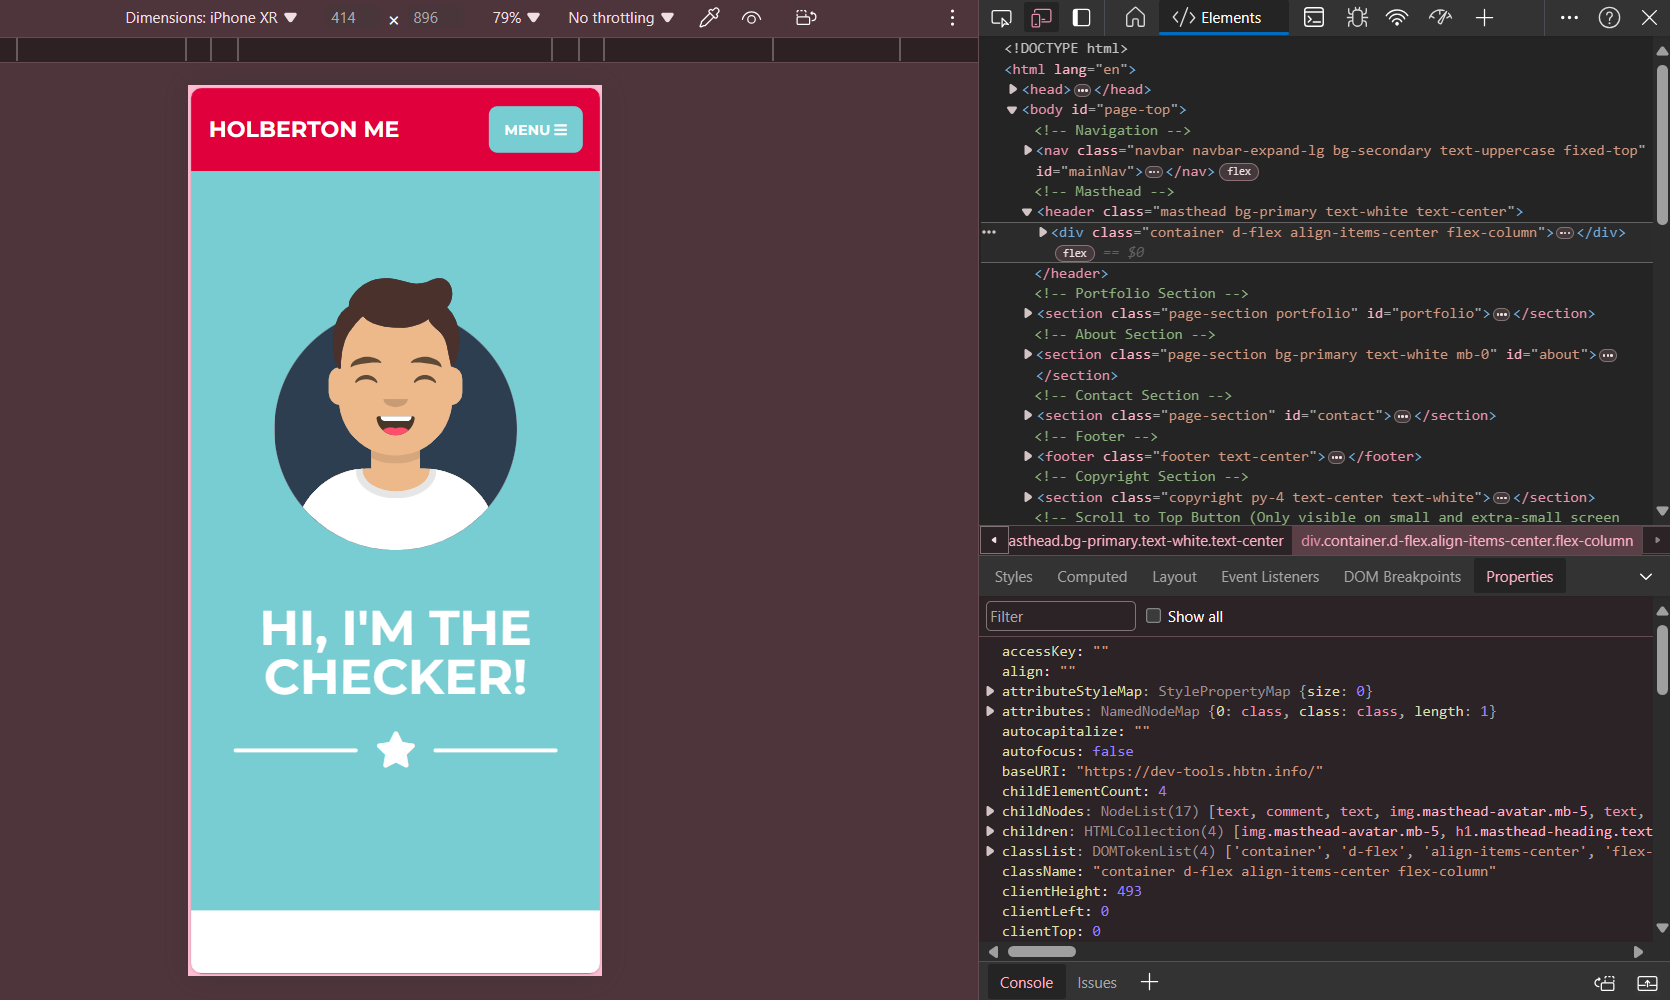 Dimensions: iPhone XR 414 × 896 79% No throttling
HOLBERTON ME
MENU
HI, I'M THE
CHECKER!
Elements
<!DOCTYPE html>
<html lang="en">
<head> </head>
<body id="page-top">
<!-- Navigation -->
<nav class="navbar navbar-expand-lg bg-secondary text-uppercase fixed-top"
id="mainNav"> </nav> flex
<!-- Masthead -->
<header class="masthead bg-primary text-white text-center">
<div class="container d-flex align-items-center flex-column"> </div>
flex == $0
</header>
<!-- Portfolio Section -->
<section class="page-section portfolio" id="portfolio"> </section>
<!-- About Section -->
<section class="page-section bg-primary text-white mb-0" id="about">
</section>
<!-- Contact Section -->
<section class="page-section" id="contact"> </section>
<!-- Footer -->
<footer class="footer text-center"> </footer>
<!-- Copyright Section -->
<section class="copyright py-4 text-center text-white"> </section>
<!-- Scroll to Top Button (Only visible on small and extra-small screen
asthead.bg-primary.text-white.text-center div.container.d-flex.align-items-center.flex-column
Styles Computed Layout Event Listeners DOM Breakpoints Properties
Filter Show all
accessKey: ""
align: ""
attributeStyleMap: StylePropertyMap {size: 0}
attributes: NamedNodeMap {0: class, class: class, length: 1}
autocapitalize: ""
autofocus: false
baseURI: "https://dev-tools.hbtn.info/"
childElementCount: 4
childNodes: NodeList(17) [text, comment, text, img.masthead-avatar.mb-5, text,
children: HTMLCollection(4) [img.masthead-avatar.mb-5, h1.masthead-heading.text
classList: DOMTokenList(4) ['container', 'd-flex', 'align-items-center', 'flex-
className: "container d-flex align-items-center flex-column"
clientHeight: 493
clientLeft: 0
clientTop: 0
Console Issues